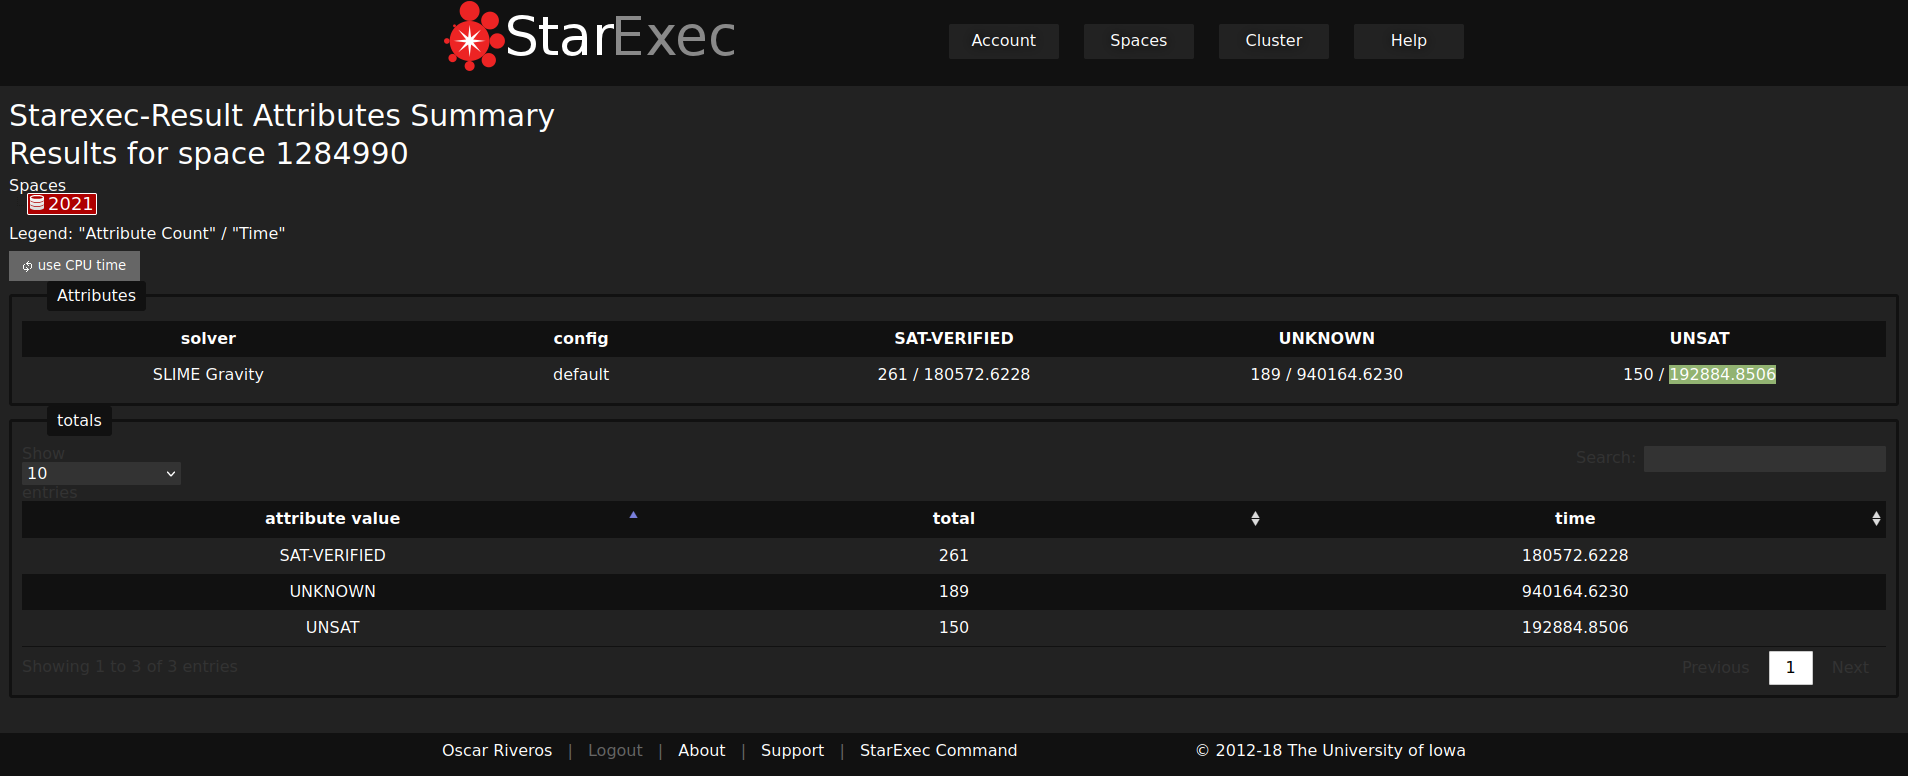 StarExec
Account Spaces Cluster Help
Starexec-Result Attributes Summary
Results for space 1284990
Spaces
2021
Legend: "Attribute Count" / "Time"
use CPU time
Attributes
solver config SAT-VERIFIED UNKNOWN UNSAT
SLIME Gravity default 261 / 180572.6228 189 / 940164.6230 150 / 192884.8506
totals
Show
10
entries
Search:
attribute value total time
SAT-VERIFIED 261 180572.6228
UNKNOWN 189 940164.6230
UNSAT 150 192884.8506
Showing 1 to 3 of 3 entries Previous 1 Next
Oscar Riveros | Logout | About | Support | StarExec Command © 2012-18 The University of Iowa